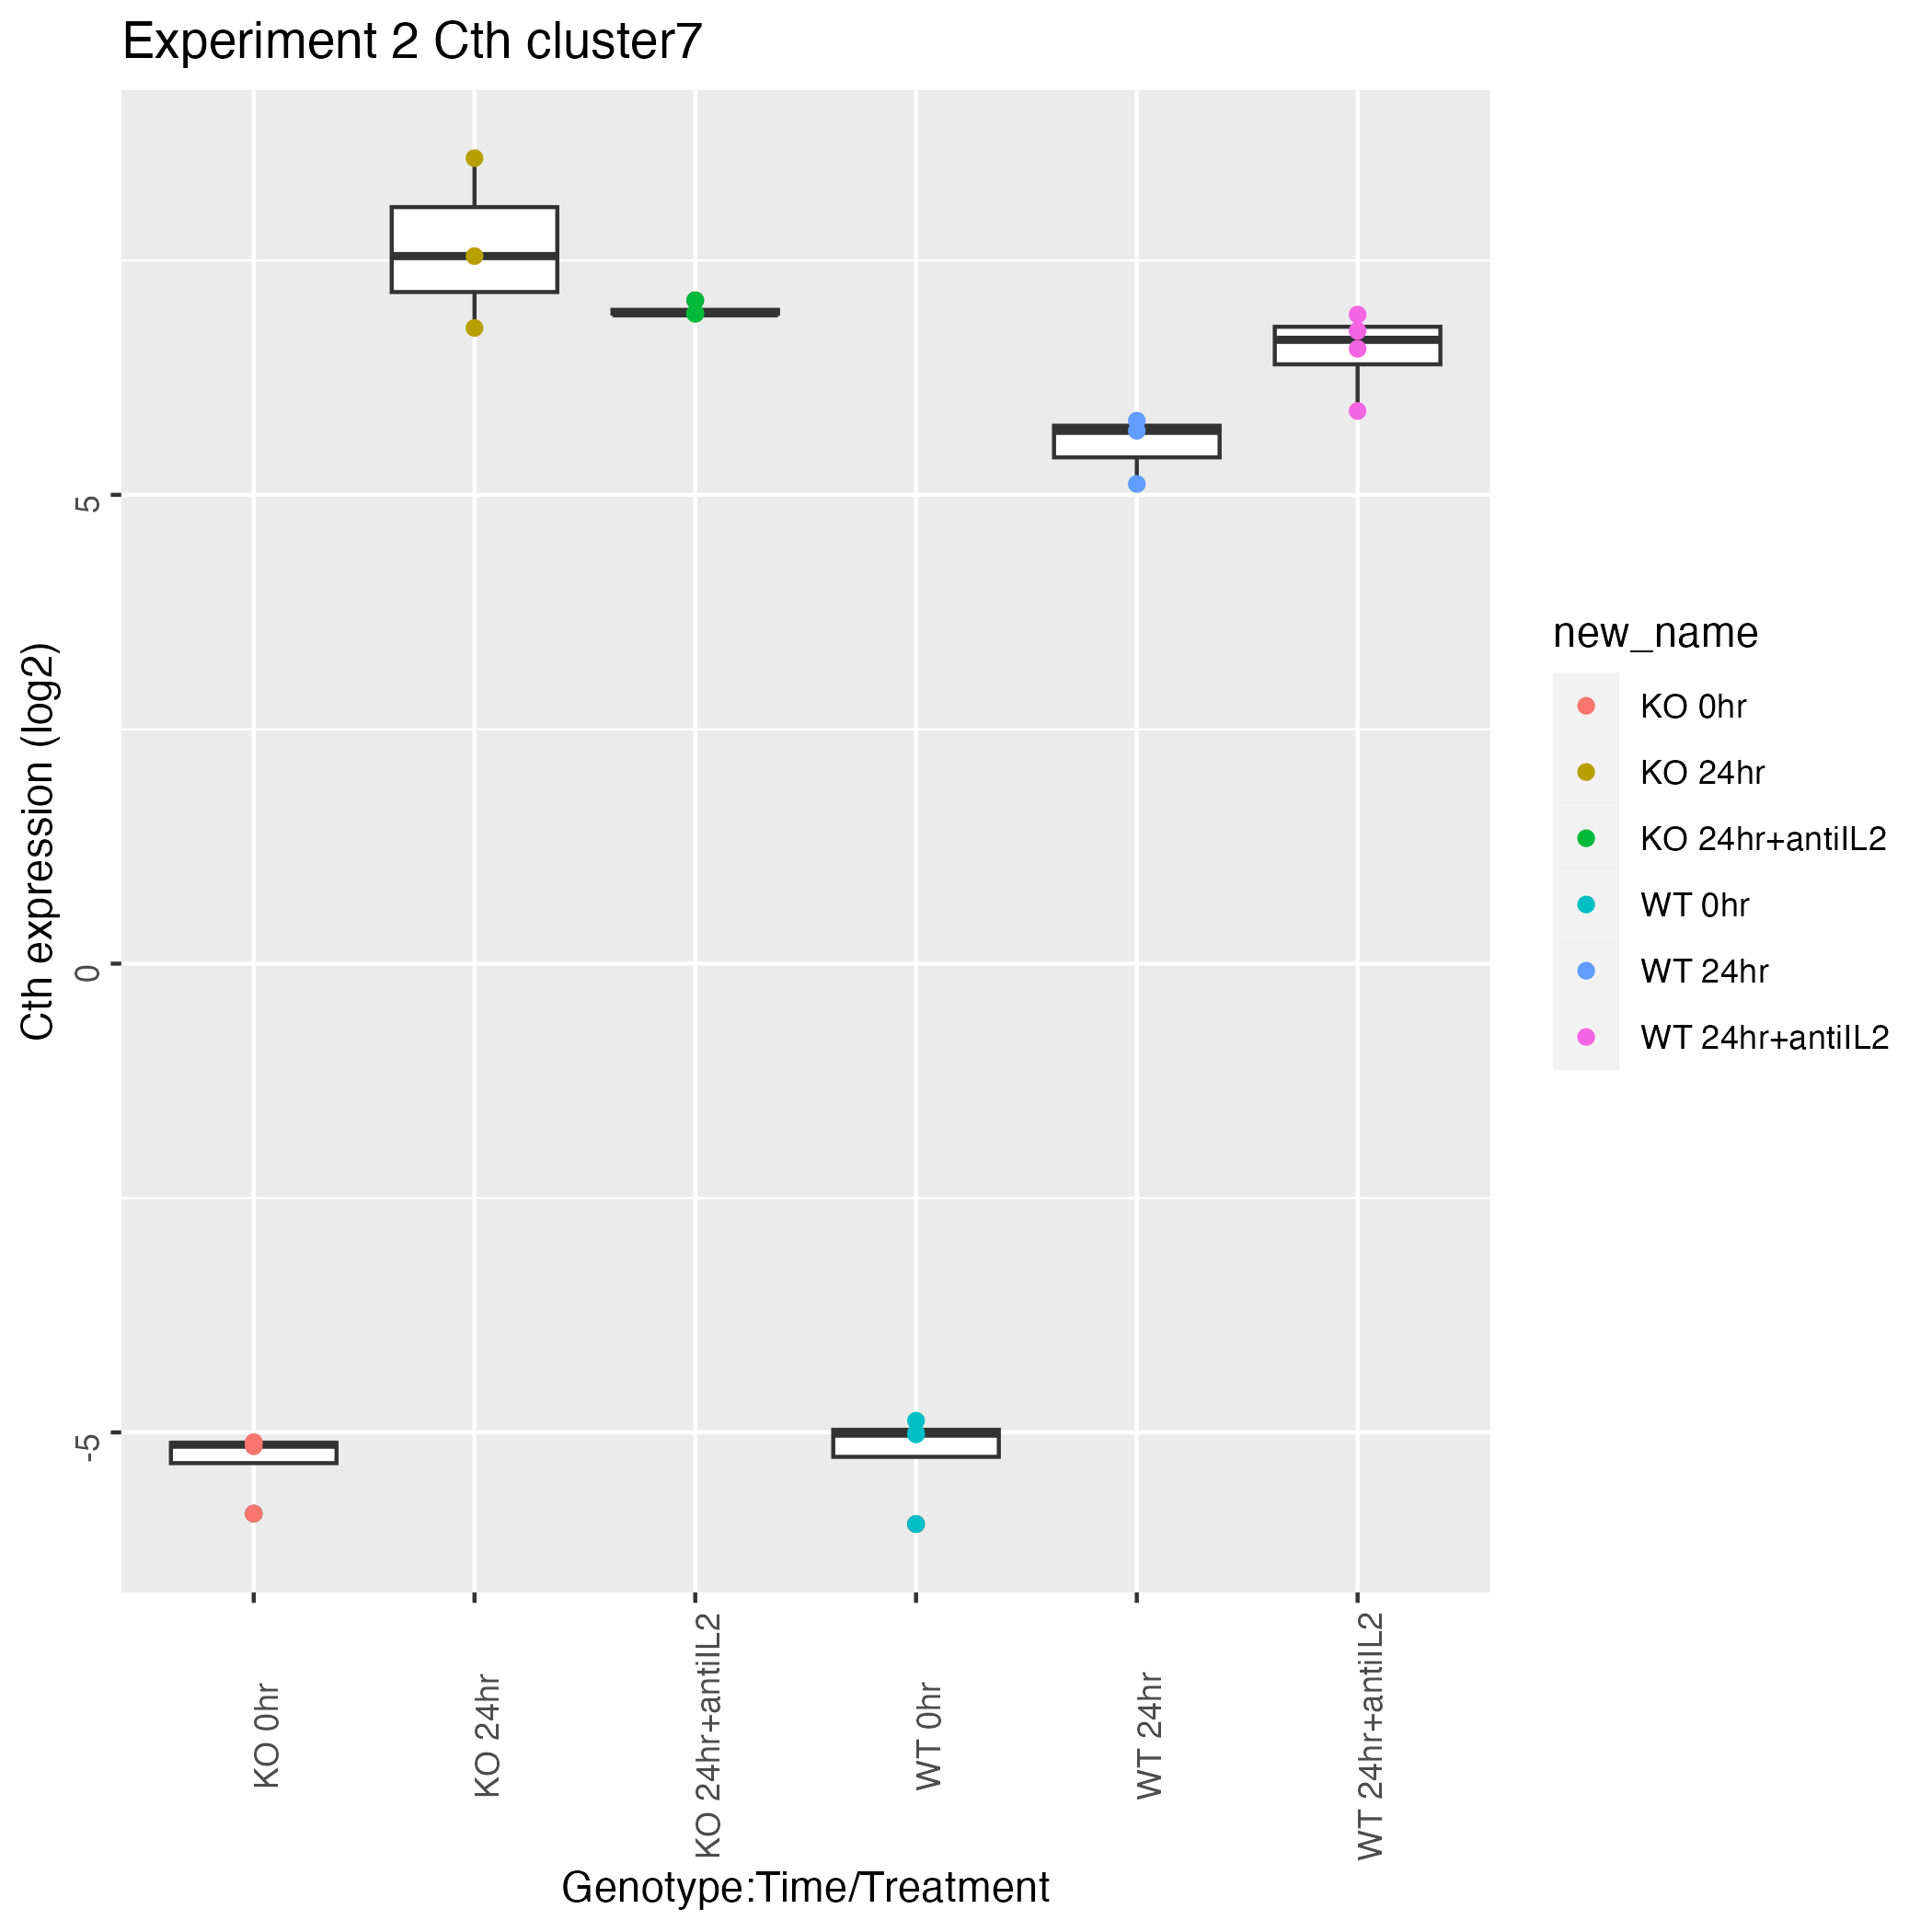 Experiment 2 Cth cluster7
Cth expression (log2)
5
0
-5
KO 0hr
KO 24hr
KO 24hr+antiIL2
WT 0hr
WT 24hr
WT 24hr+antiIL2
Genotype:Time/Treatment
new_name
KO 0hr
KO 24hr
KO 24hr+antiIL2
WT 0hr
WT 24hr
WT 24hr+antiIL2